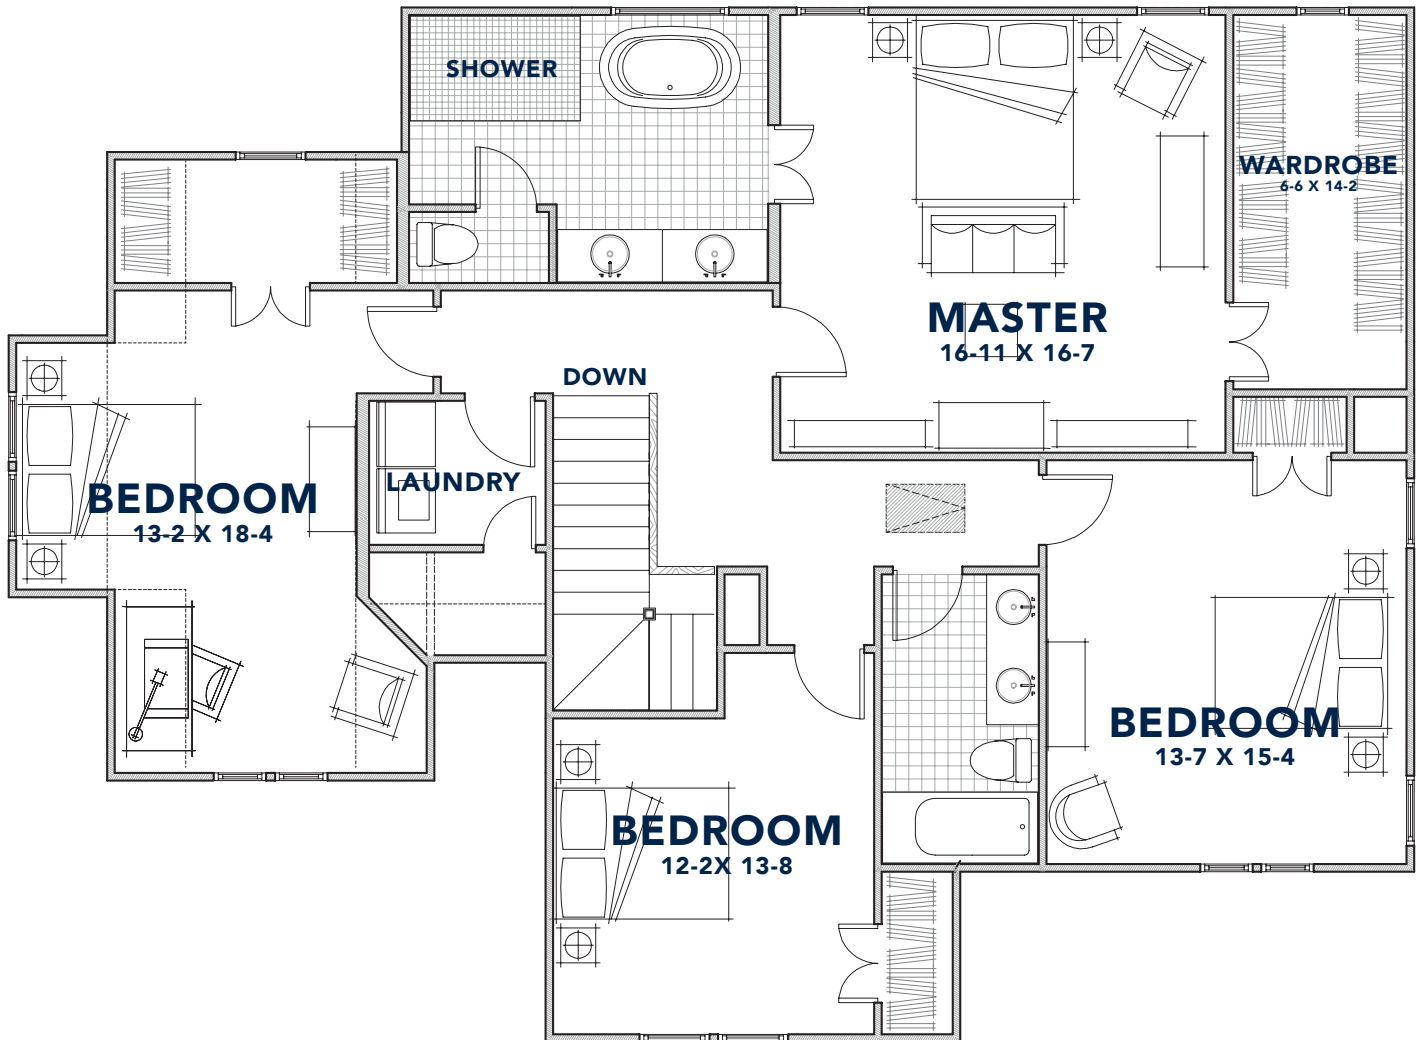 SHOWER
WARDROBE
6-6 X 14-2
MASTER
16-11 X 16-7
DOWN
LAUNDRY
BEDROOM
13-2 X 18-4
BEDROOM
13-7 X 15-4
BEDROOM
12-2X 13-8